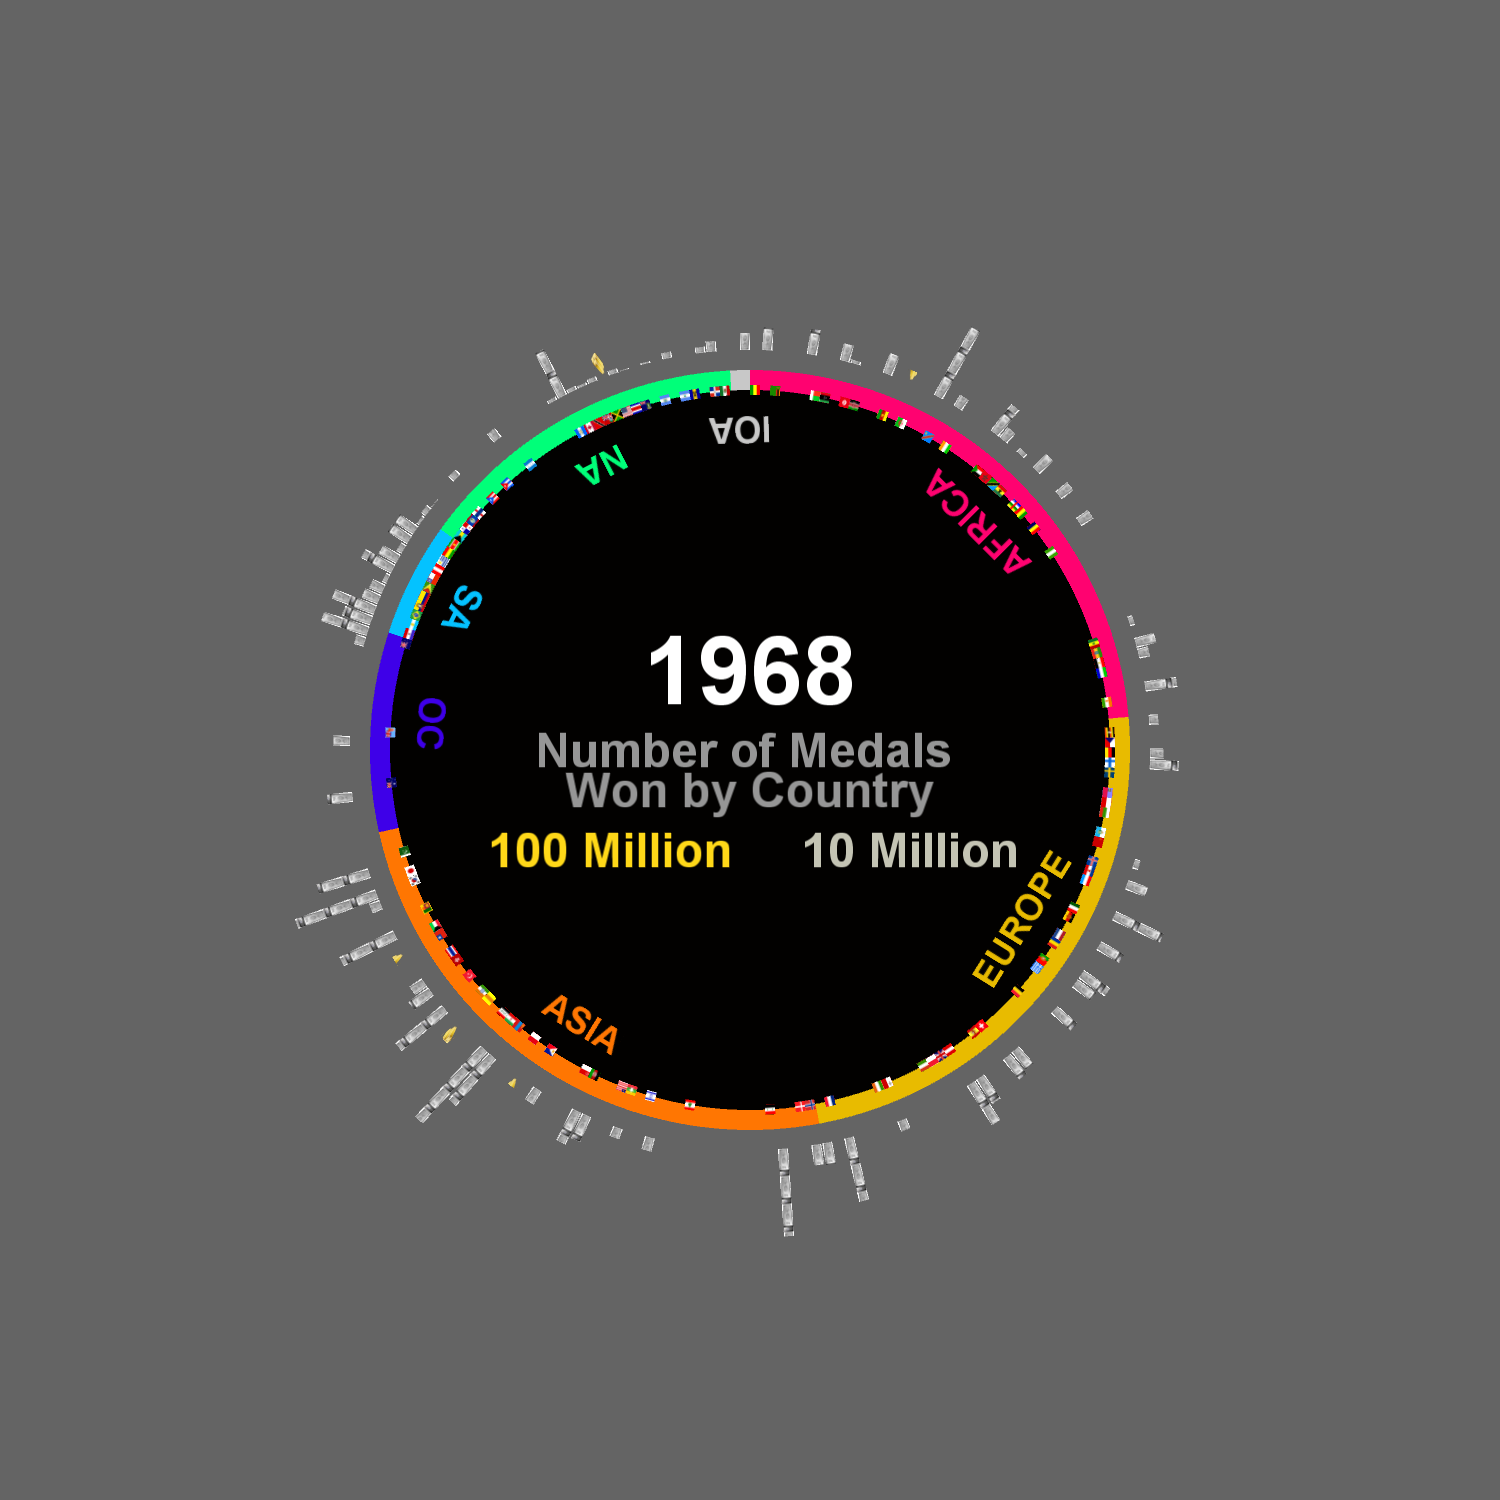 IOA
NA
AFRICA
SA
1968
OC
Number of Medals
Won by Country
100 Million 10 Million
EUROPE
ASIA